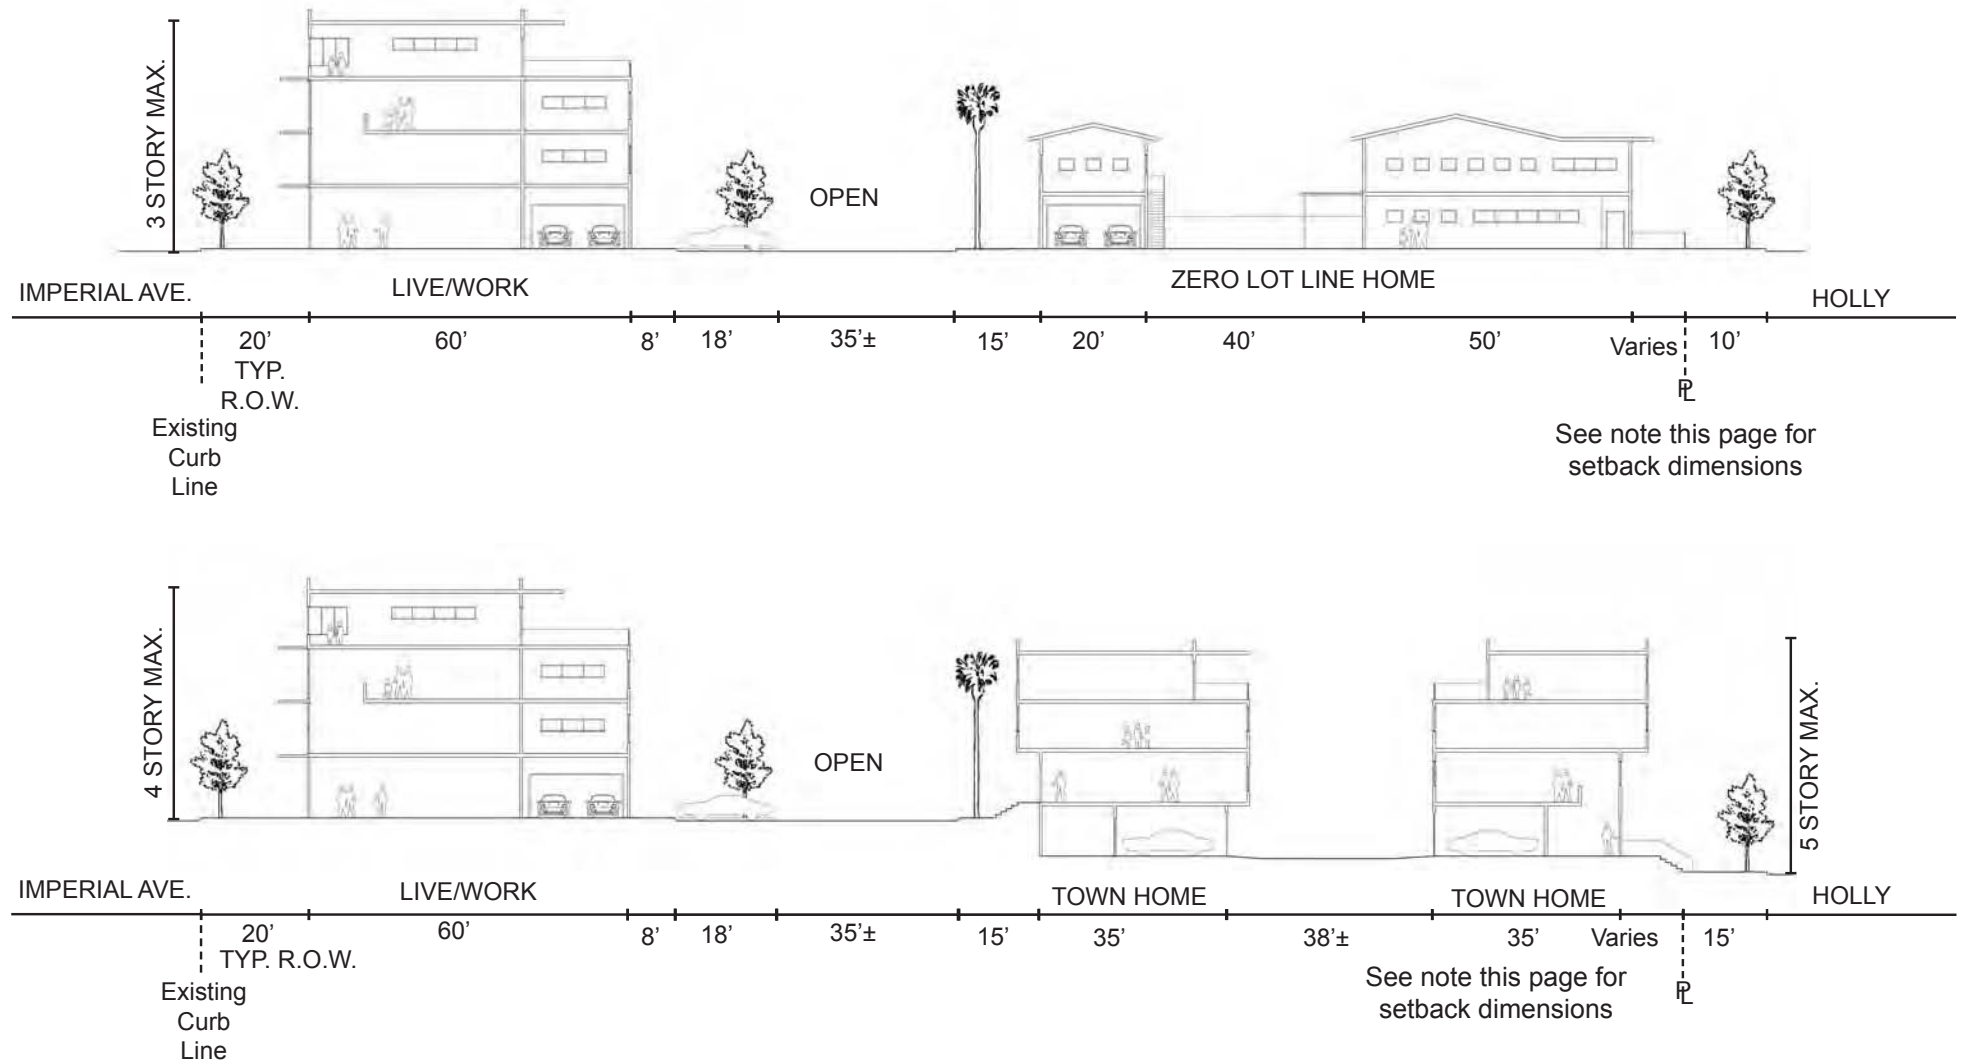 3 STORY MAX.
OPEN
IMPERIAL AVE.
LIVE/WORK
ZERO LOT LINE HOME
HOLLY
20’
60’
8’
18’
35’±
15’
20’
40’
50’
Varies
10’
TYP.
R.O.W.
Existing
Curb
Line
PL
See note this page for
setback dimensions
4 STORY MAX.
OPEN
5 STORY MAX.
IMPERIAL AVE.
LIVE/WORK
TOWN HOME
TOWN HOME
HOLLY
20’
60’
8’
18’
35’±
15’
35’
38’±
35’
Varies
15’
TYP. R.O.W.
Existing
Curb
Line
See note this page for
setback dimensions
PL